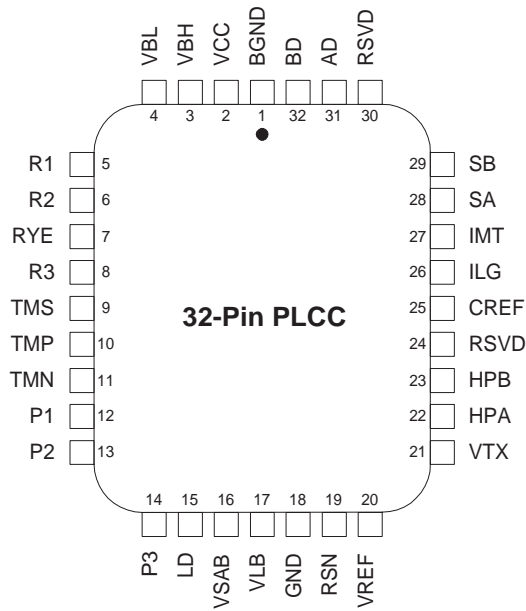 VBL VBH VCC BGND BD AD RSVD
4 3 2 1 32 31 30
R1 5 29 SB
R2 6 28 SA
RYE 7 27 IMT
R3 8 26 ILG
TMS 9 25 CREF
32-Pin PLCC
TMP 10 24 RSVD
TMN 11 23 HPB
P1 12 22 HPA
P2 13 21 VTX
14 15 16 17 18 19 20
P3 LD VSAB VLB GND RSN VREF